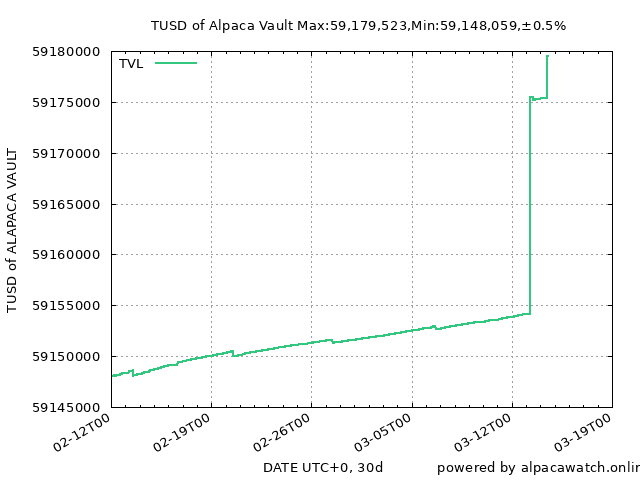 TUSD of Alpaca Vault Max:59,179,523,Min:59,148,059,±0.5%
TVL
59180000
59175000
59170000
59165000
59160000
59155000
59150000
59145000
TUSD of ALAPACA VAULT
02-12T00
02-19T00
02-26T00
03-05T00
03-12T00
03-19T00
DATE UTC+0, 30d
powered by alpacawatch.onlin